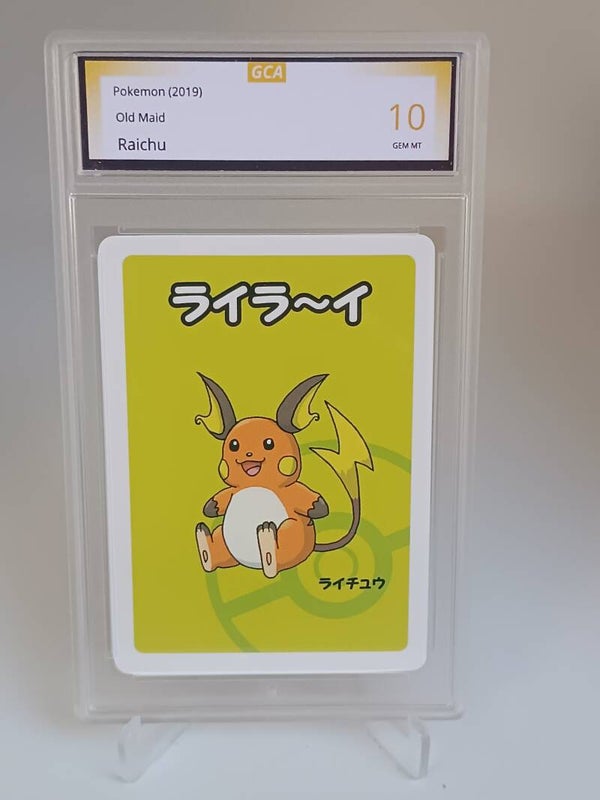 GCA
Pokemon (2019)
Old Maid
Raichu
10
GEM MT
ライラ～イ
ライチュウ